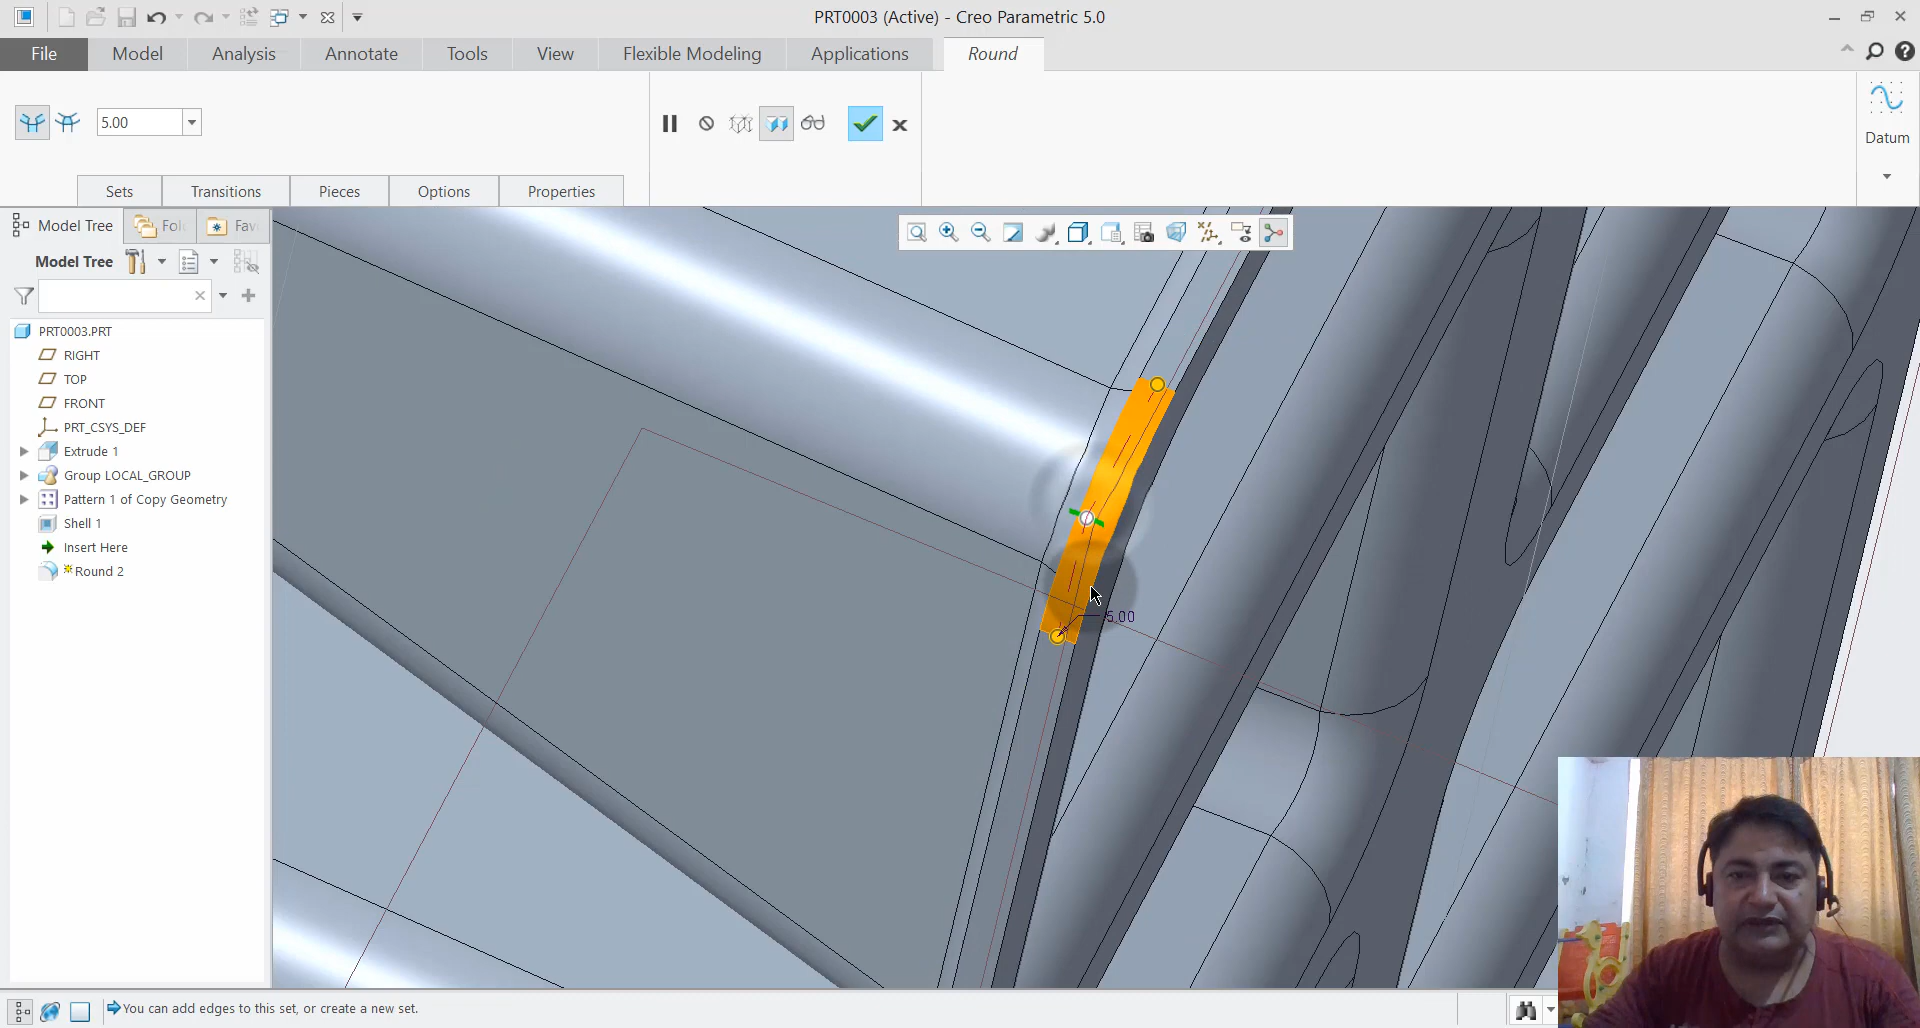 PRT0003 (Active) - Creo Parametric 5.0
File Model Analysis Annotate Tools View Flexible Modeling Applications Round
5.00
Datum
Sets Transitions Pieces Options Properties
Model Tree Fol Fav
Model Tree
PRT0003.PRT
RIGHT
TOP
FRONT
PRT_CSYS_DEF
Extrude 1
Group LOCAL_GROUP
Pattern 1 of Copy Geometry
Shell 1
Insert Here
Round 2
5.00
You can add edges to this set, or create a new set.